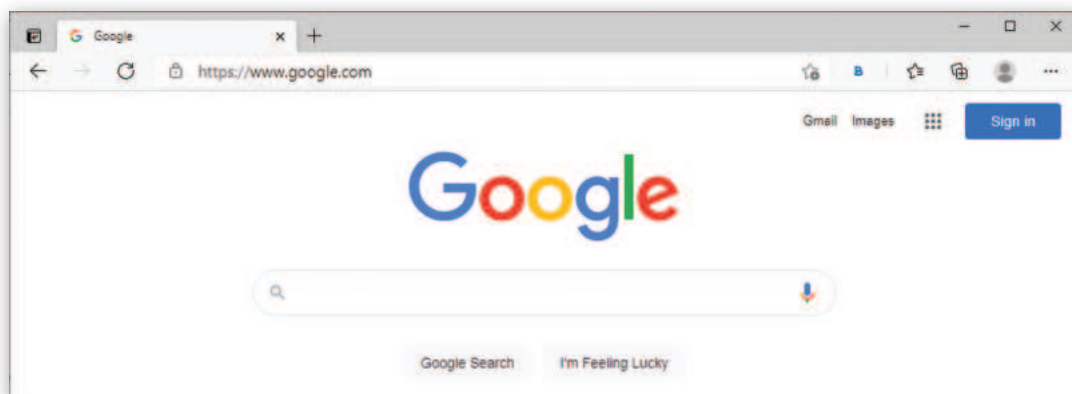 Google
https://www.google.com
B
Gmail Images Sign in
Google
Google Search I'm Feeling Lucky